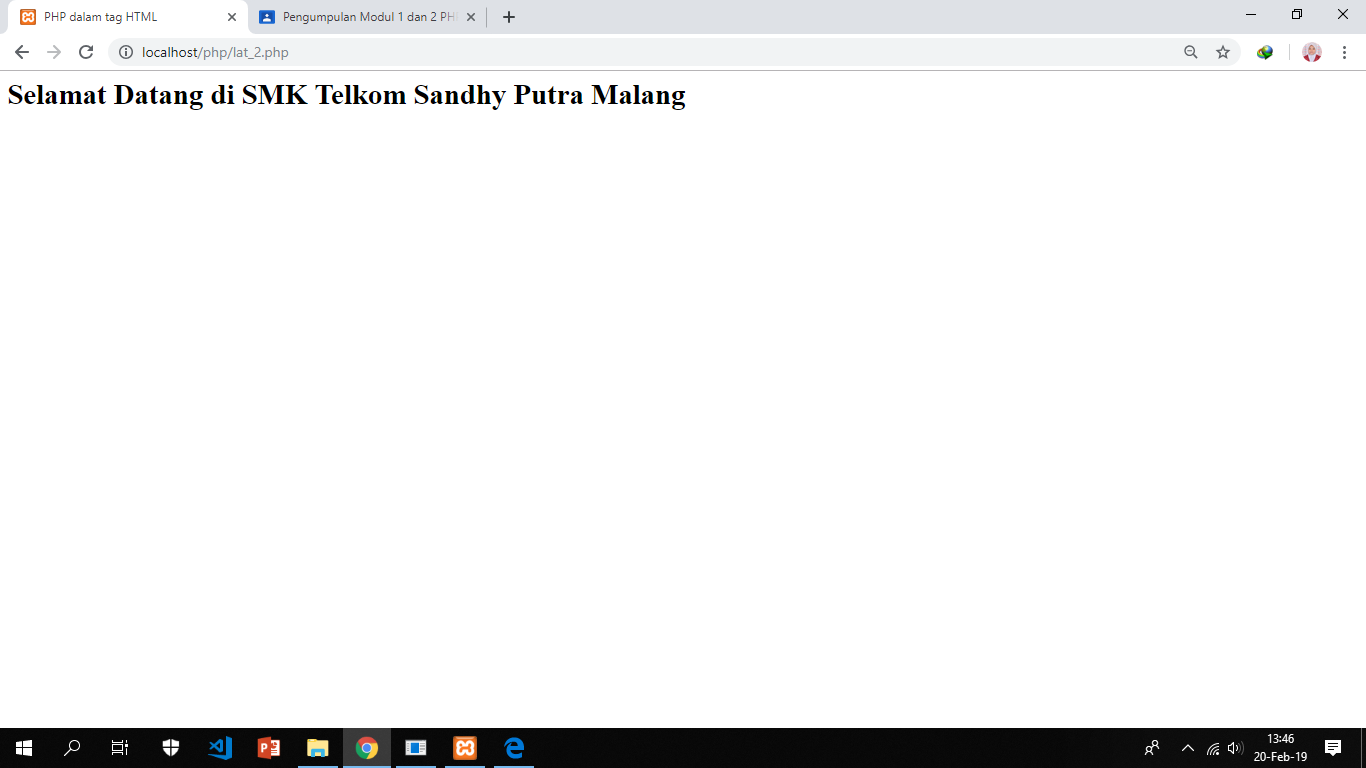 PHP dalam tag HTML
Pengumpulan Modul 1 dan 2 PH
localhost/php/lat_2.php
Selamat Datang di SMK Telkom Sandhy Putra Malang
13:46
20-Feb-19